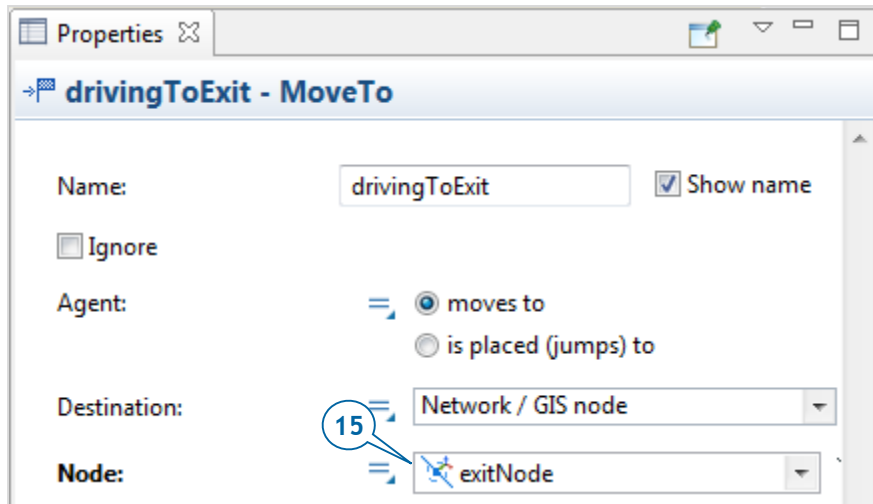 Properties
drivingToExit - MoveTo
Name: drivingToExit Show name
Ignore
Agent: moves to
is placed (jumps) to
Destination: Network / GIS node
15
Node: exitNode